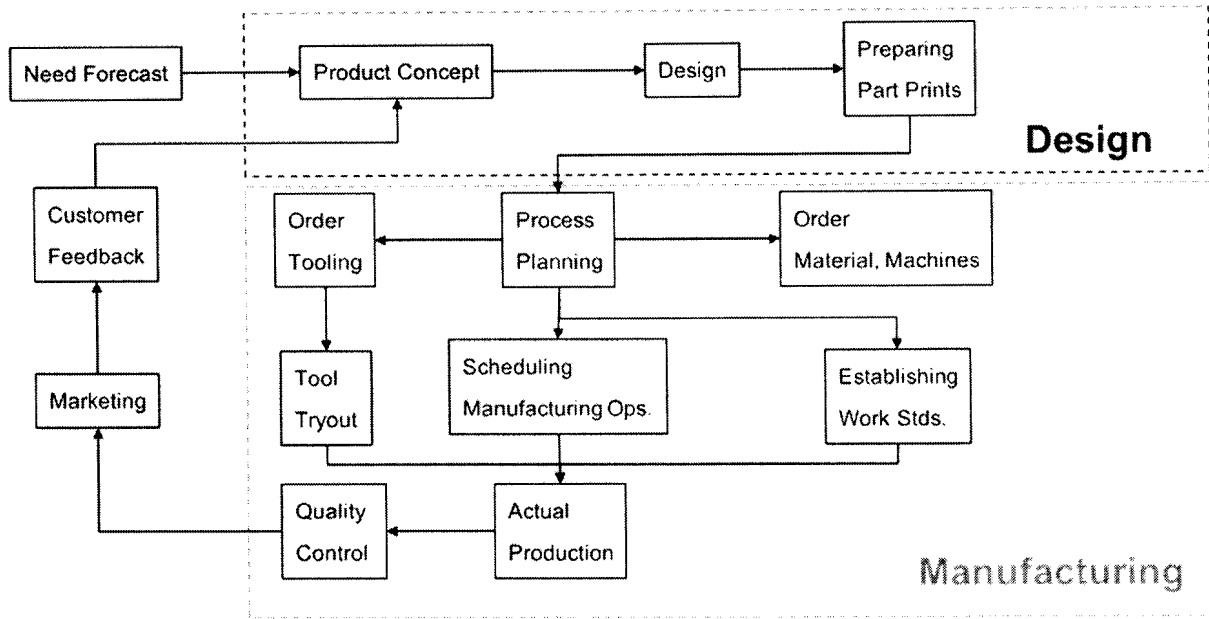 Need Forecast
Product Concept
Design
Preparing
Part Prints
Design
Customer
Feedback
Order
Tooling
Process
Planning
Order
Material, Machines
Marketing
Tool
Tryout
Scheduling
Manufacturing Ops.
Establishing
Work Stds.
Quality
Control
Actual
Production
Manufacturing